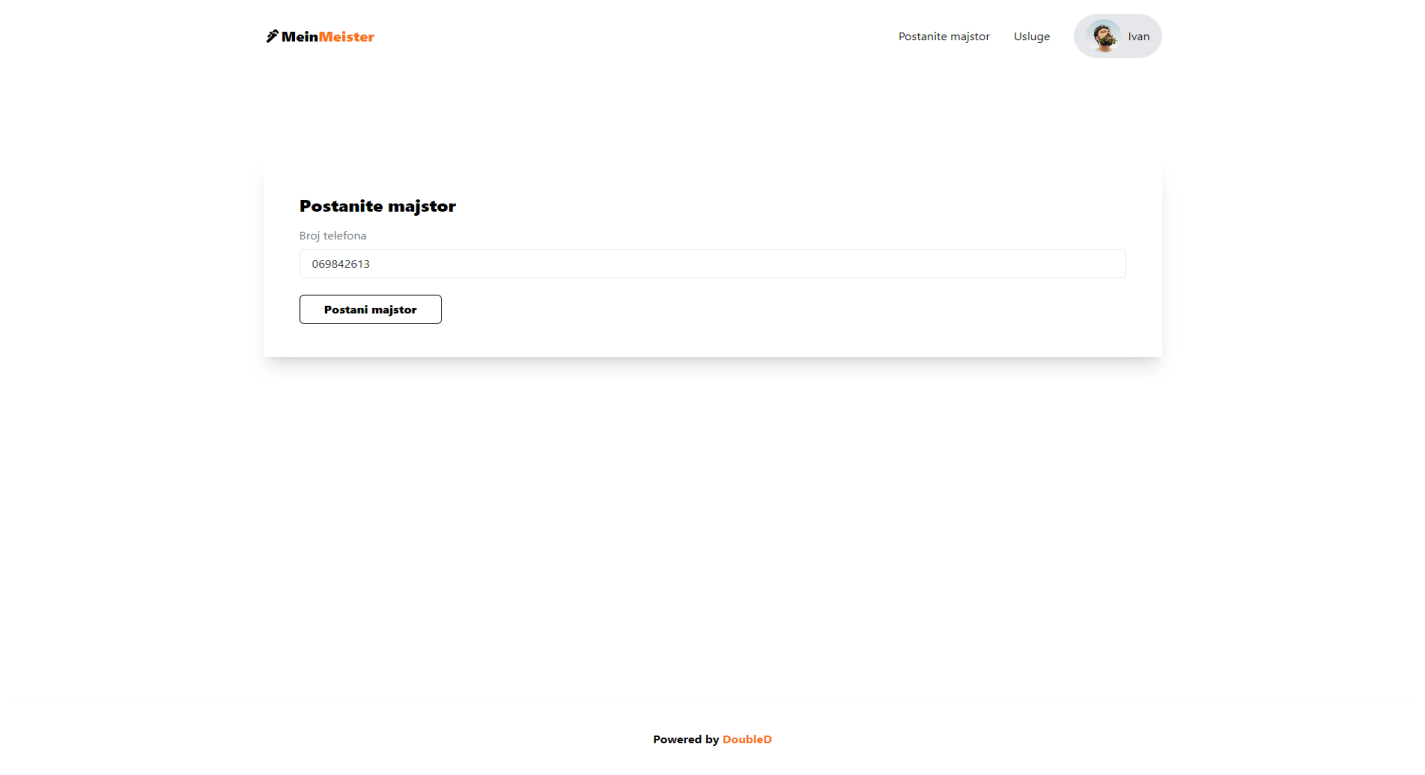 MeinMeister
Postanite majstor
Usluge
Ivan
Postanite majstor
Broj telefona
069842613
Postani majstor
Powered by DoubleD